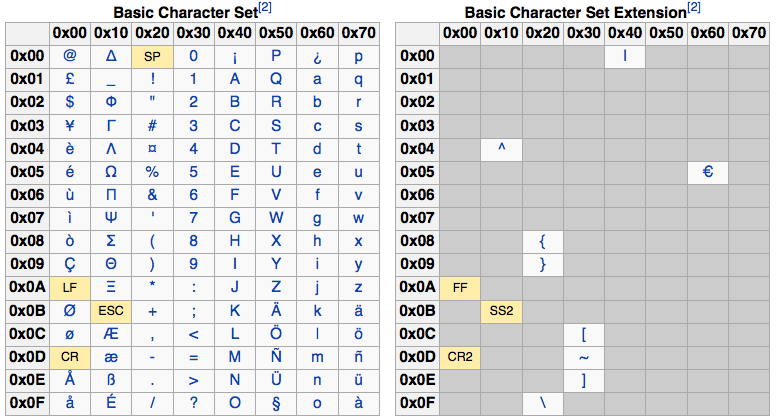 Basic Character Set[2]
0x00 0x10 0x20 0x30 0x40 0x50 0x60 0x70
0x00 @ Δ SP 0 ¡ P ¿ p
0x01 £ _ ! 1 A Q a q
0x02 $ Φ " 2 B R b r
0x03 ¥ Γ # 3 C S c s
0x04 è Λ ¤ 4 D T d t
0x05 é Ω % 5 E U e u
0x06 ù Π & 6 F V f v
0x07 ì Ψ ' 7 G W g w
0x08 ò Σ ( 8 H X h x
0x09 Ç Θ ) 9 I Y i y
0x0A LF Ξ * : J Z j z
0x0B Ø ESC + ; K Ä k ä
0x0C ø Æ , < L Ö l ö
0x0D CR æ - = M Ñ m ñ
0x0E Å ß . > N Ü n ü
0x0F å É / ? O § o à
Basic Character Set Extension[2]
0x00 0x10 0x20 0x30 0x40 0x50 0x60 0x70
0x00 |
0x01
0x02
0x03
0x04 ^
0x05 €
0x06
0x07
0x08 {
0x09 }
0x0A FF
0x0B SS2
0x0C [
0x0D CR2 ~
0x0E ]
0x0F \